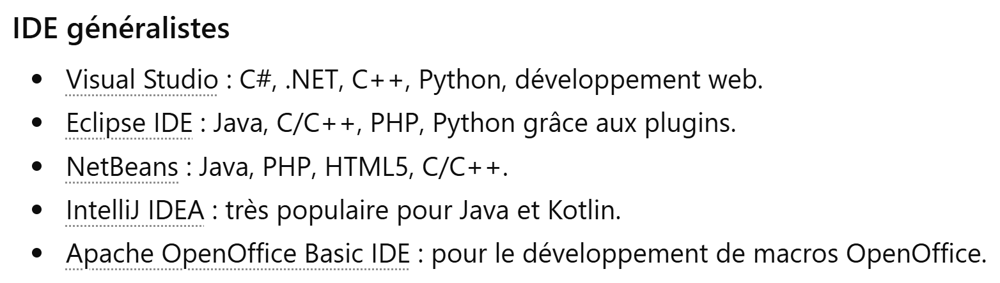 IDE généralistes
• Visual Studio : C#, .NET, C++, Python, développement web.
• Eclipse IDE : Java, C/C++, PHP, Python grâce aux plugins.
• NetBeans : Java, PHP, HTML5, C/C++.
• IntelliJ IDEA : très populaire pour Java et Kotlin.
• Apache OpenOffice Basic IDE : pour le développement de macros OpenOffice.